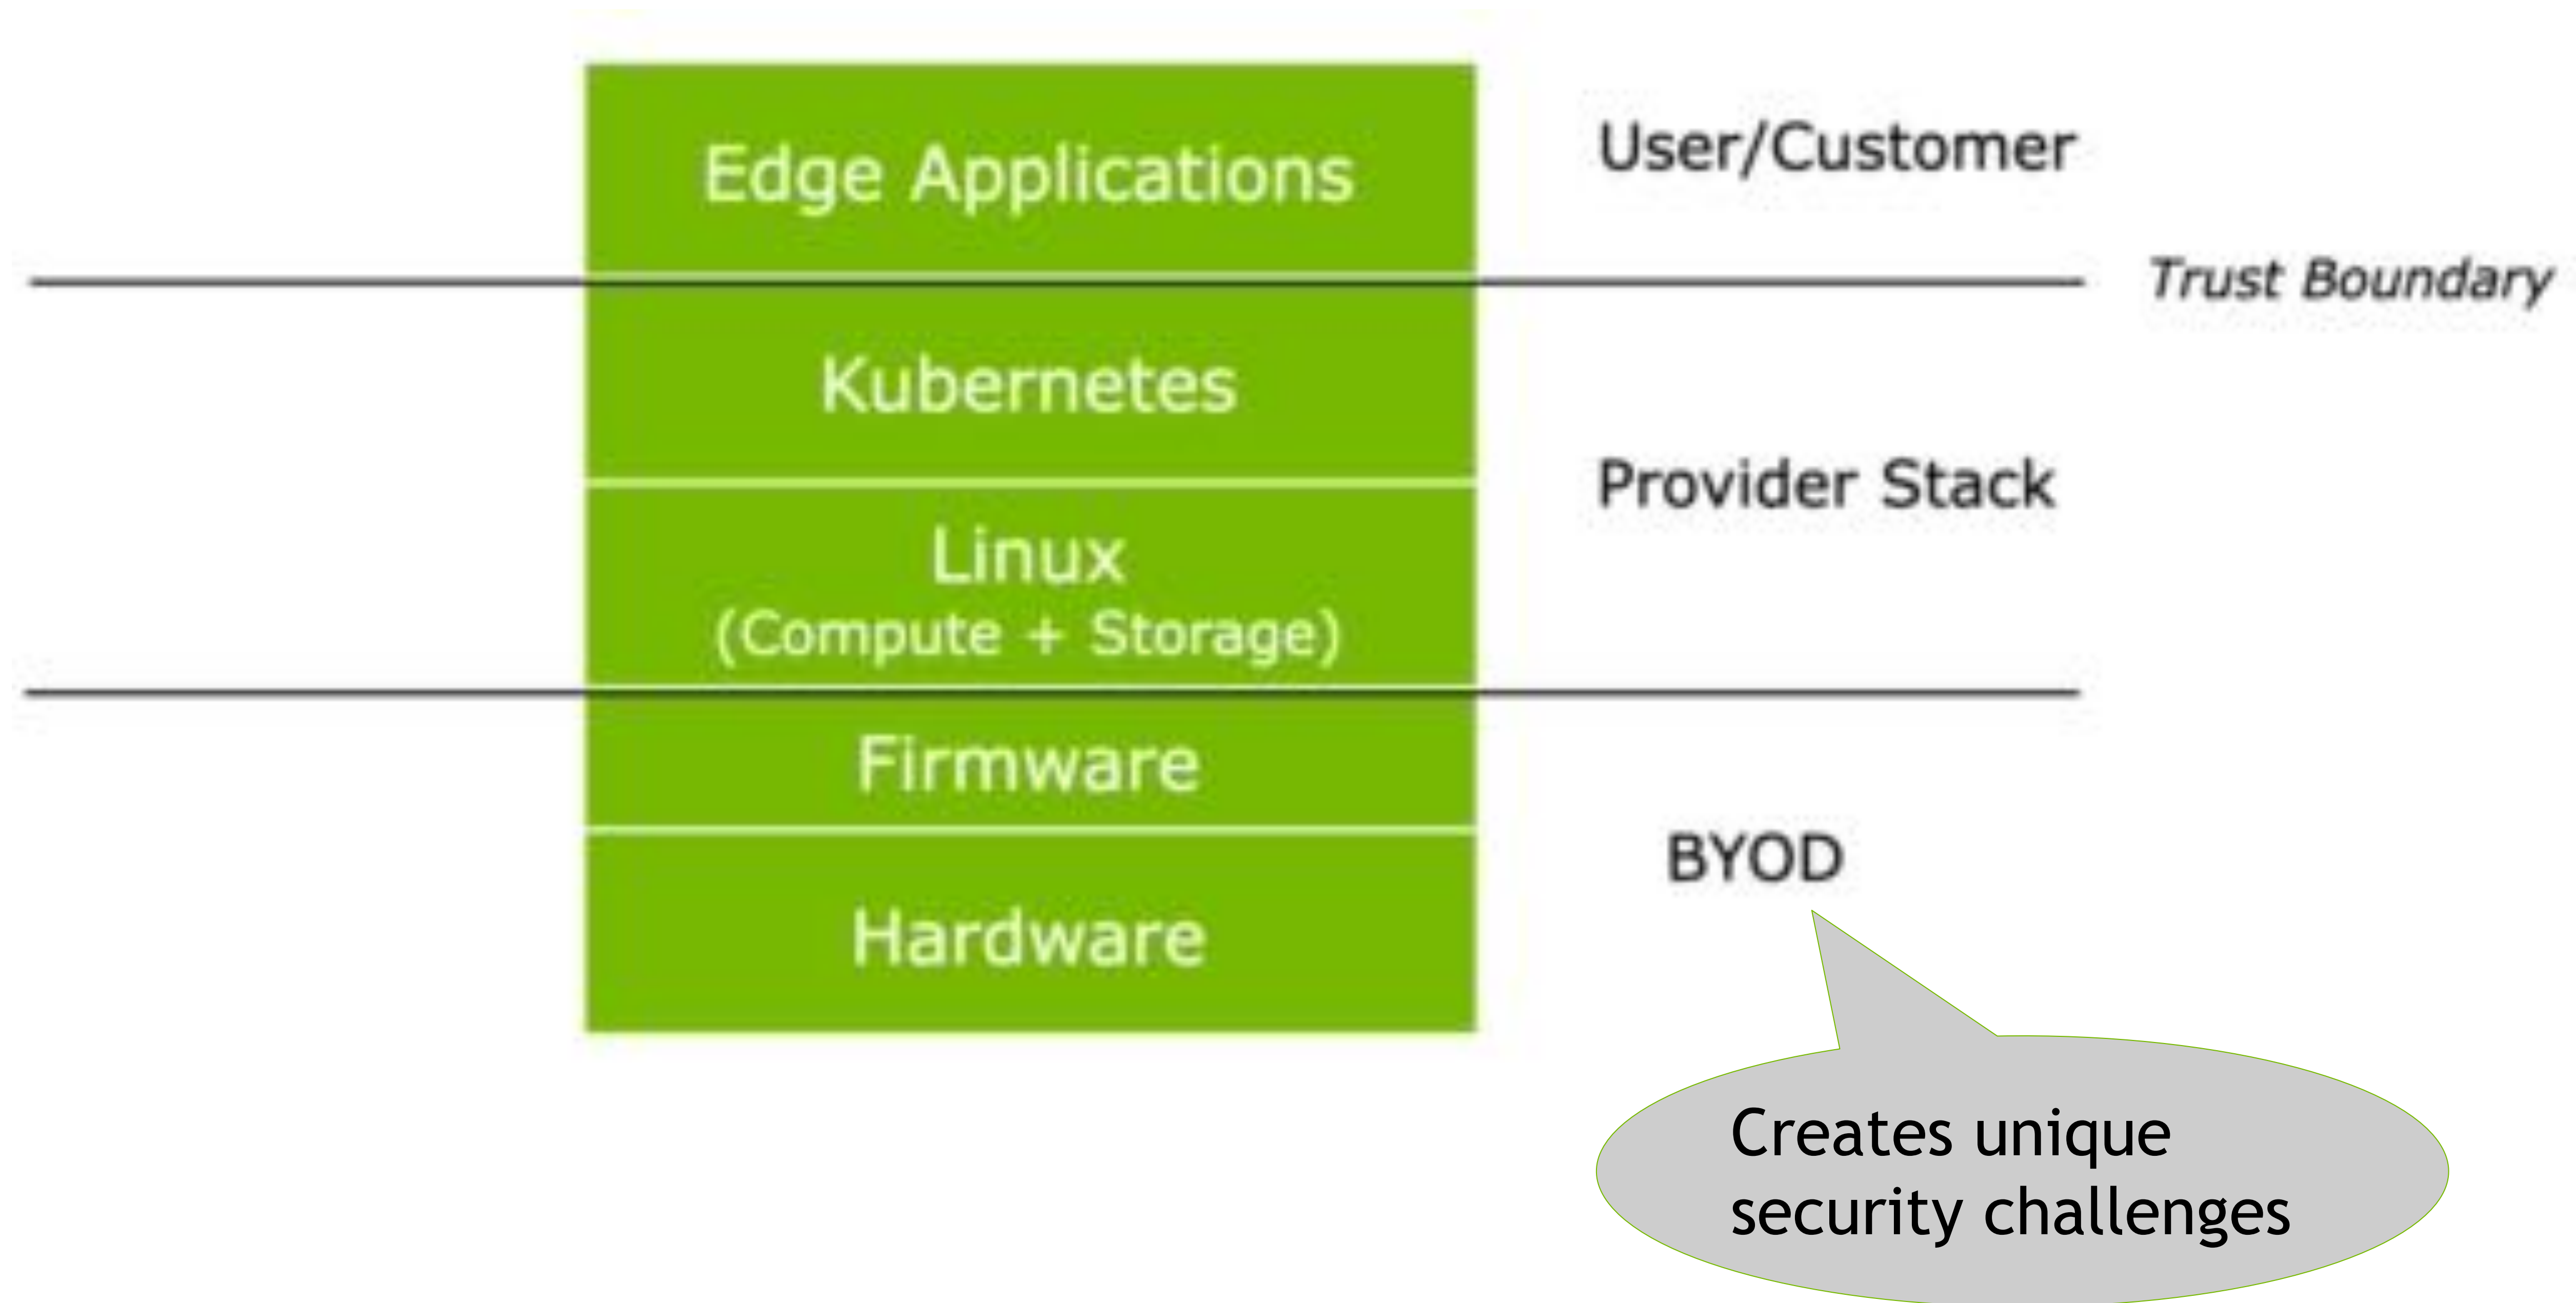 Edge Applications
User/Customer
Trust Boundary
Kubernetes
Provider Stack
Linux
(Compute + Storage)
Firmware
BYOD
Hardware
Creates unique
security challenges